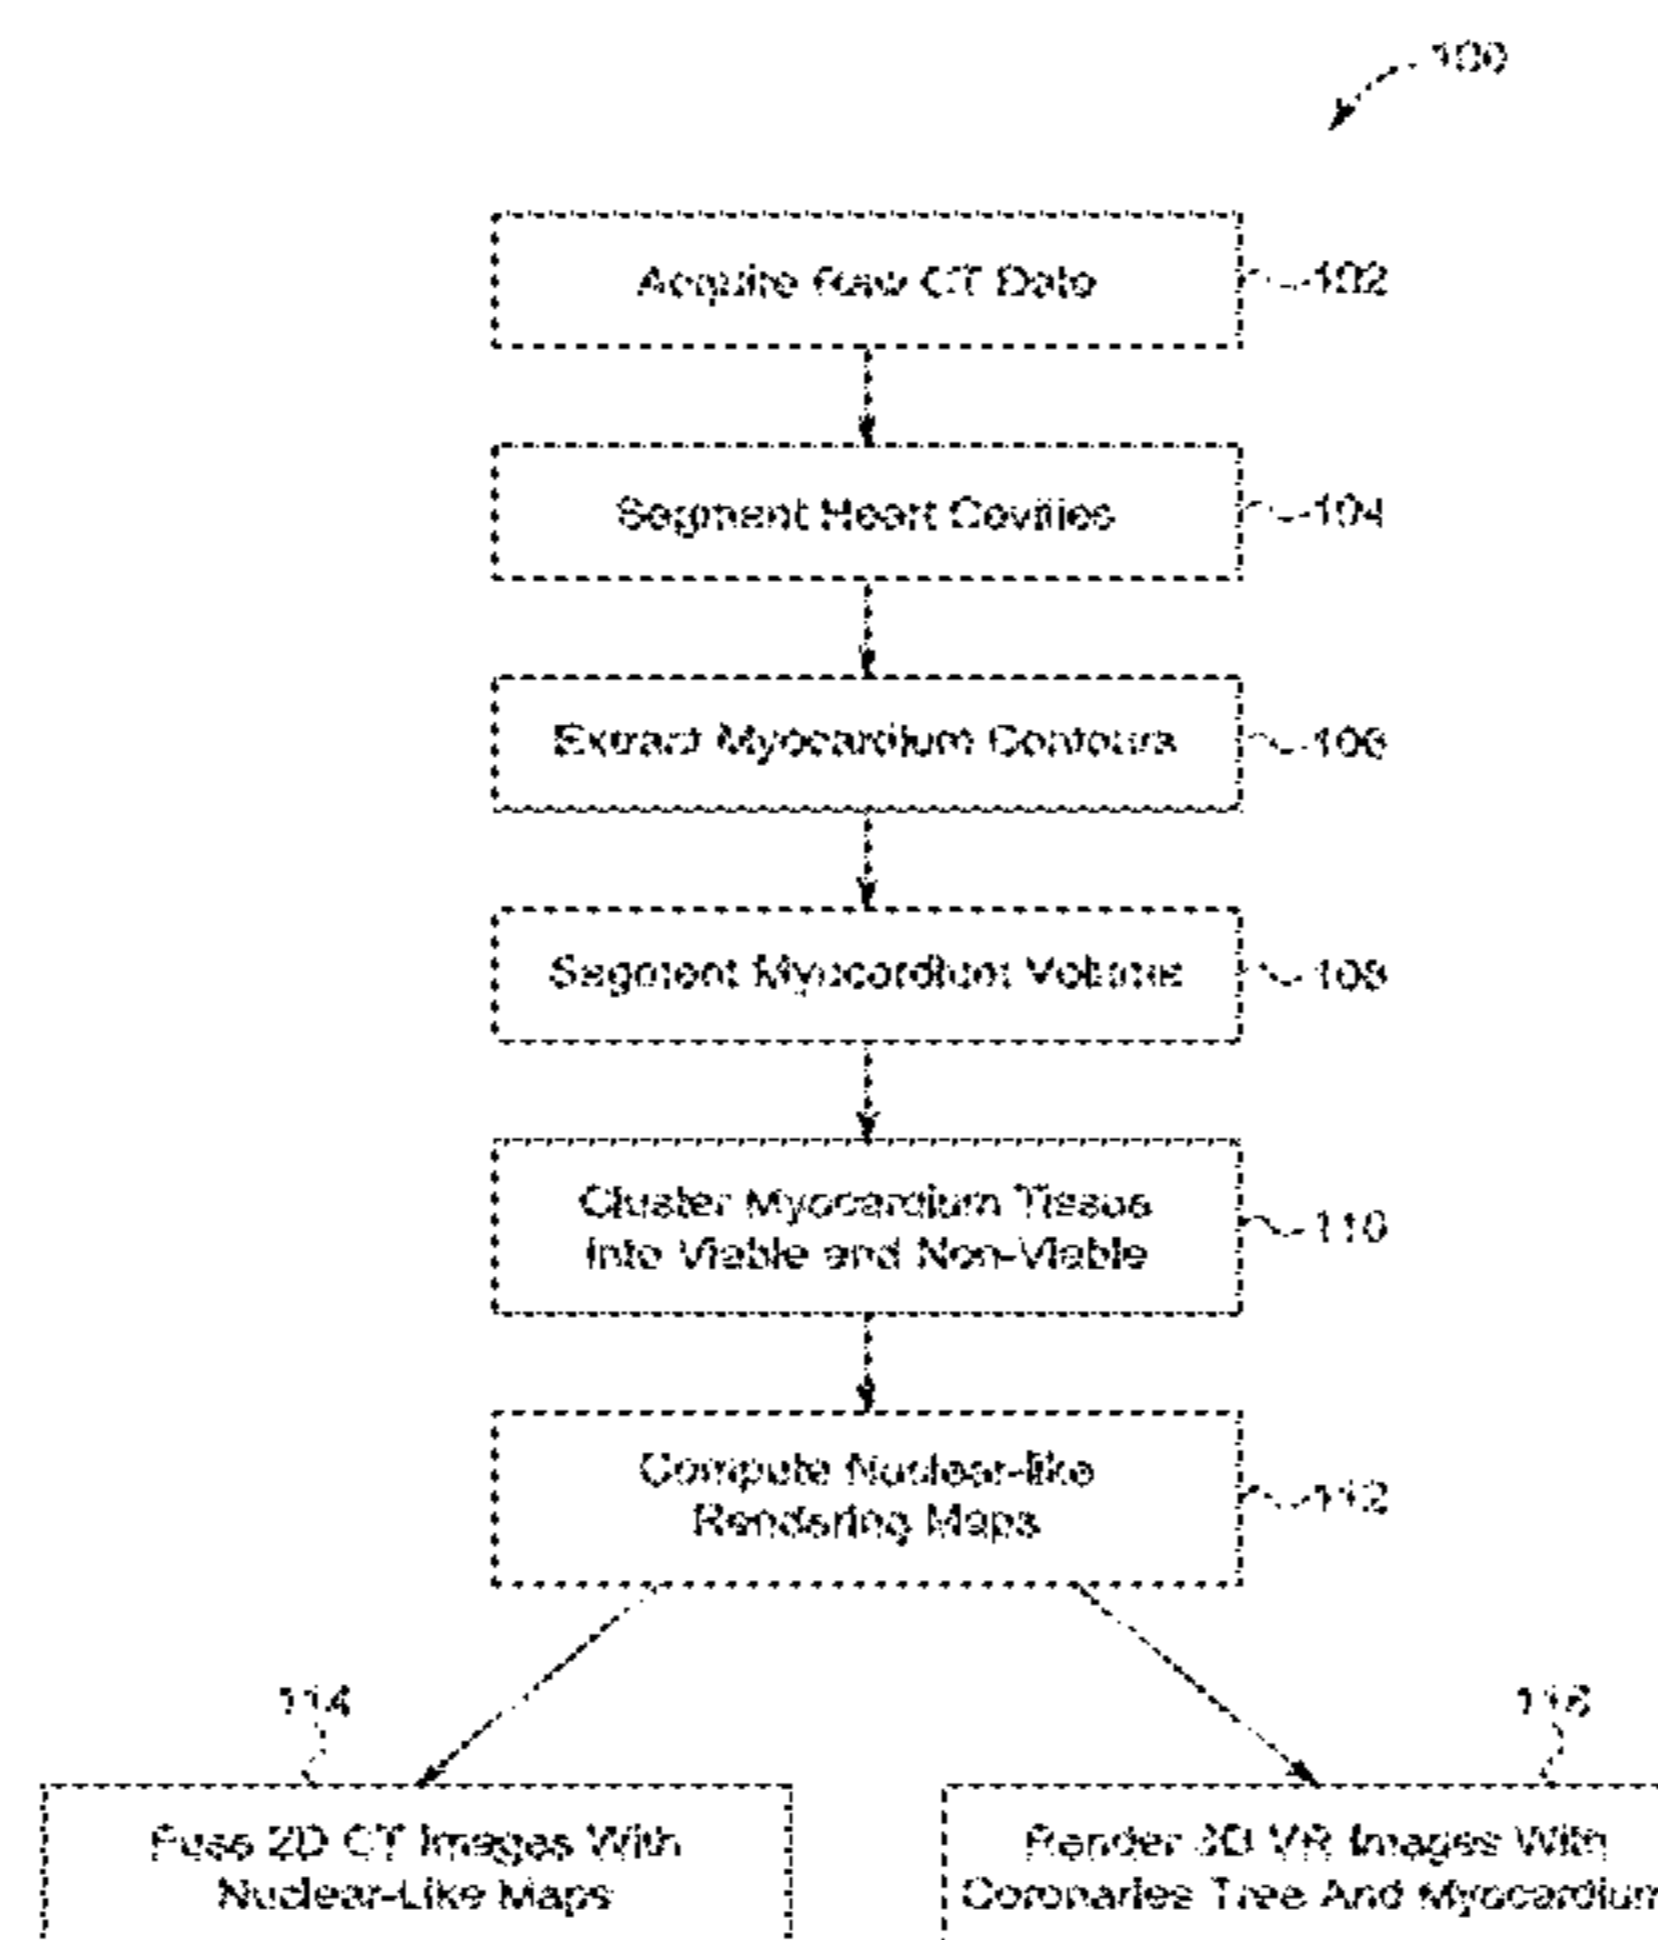 100
Acquire Raw CT Data
102
Segment Heart Cavities
104
Extract Myocardium Contours
106
Segment Myocardium Volume
108
Cluster Myocardium Tissue
Into Viable and Non-Viable
110
Compute Nuclear-like
Rendering Maps
112
114
116
Fuse 2D CT Images With
Nuclear-Like Maps
Render 3D VR Images With
Coronaries Tree And Myocardium